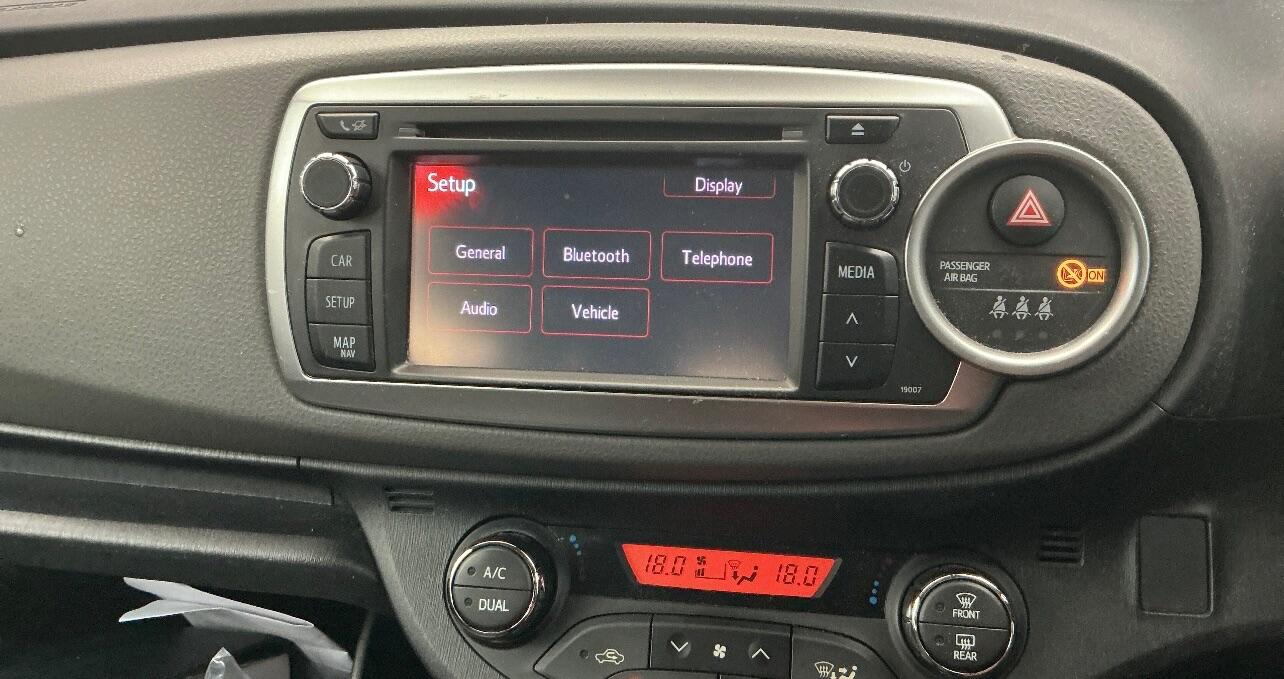 Setup
Display
General
Bluetooth
Telephone
Audio
Vehicle
CAR
SETUP
MAP
NAV
MEDIA
19007
PASSENGER
AIR BAG
ON
A/C
DUAL
18.0
18.0
FRONT
REAR